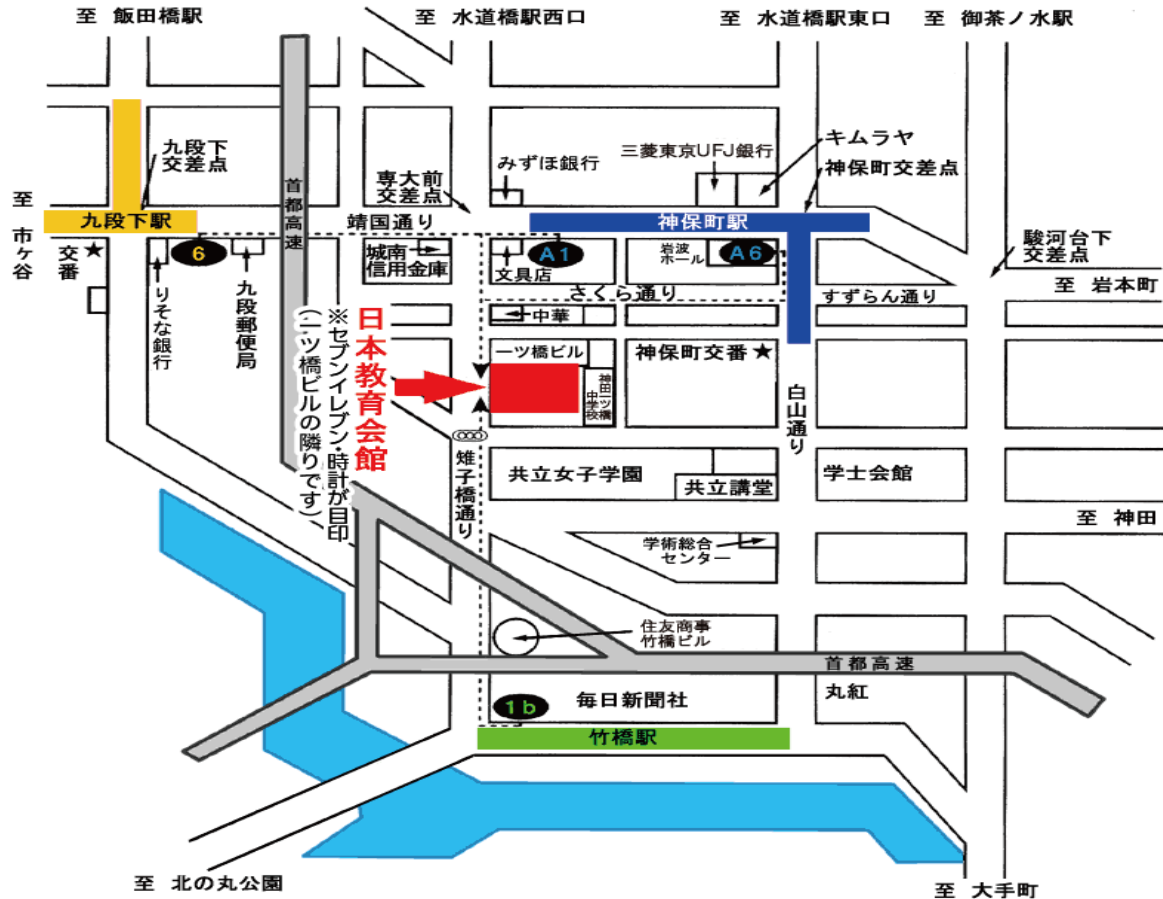 至 飯田橋駅
至 水道橋駅西口
至 水道橋駅東口
至 御茶ノ水駅
九段下
交差点
首都高速
専大前
交差点
みずほ銀行
三菱東京UFJ銀行
キムラヤ
神保町交差点
至 市ヶ谷
九段下駅
靖国通り
神保町駅
交番★
6
城南
信用金庫
A1
文具店
岩波
ホール
A6
駿河台下
交差点
りそな銀行
九段郵便局
さくら通り
すずらん通り
至 岩本町
中華
日本教育会館
※セブンイレブン・時計が目印
(一ツ橋ビルの隣りです)
一ツ橋ビル
神田一ツ橋
中学校
神保町交番★
白山通り
雉子橋通り
共立女子学園
共立講堂
学士会館
至 神田
学術総合
センター
住友商事
竹橋ビル
首都高速
1b
毎日新聞社
丸紅
竹橋駅
至 北の丸公園
至 大手町